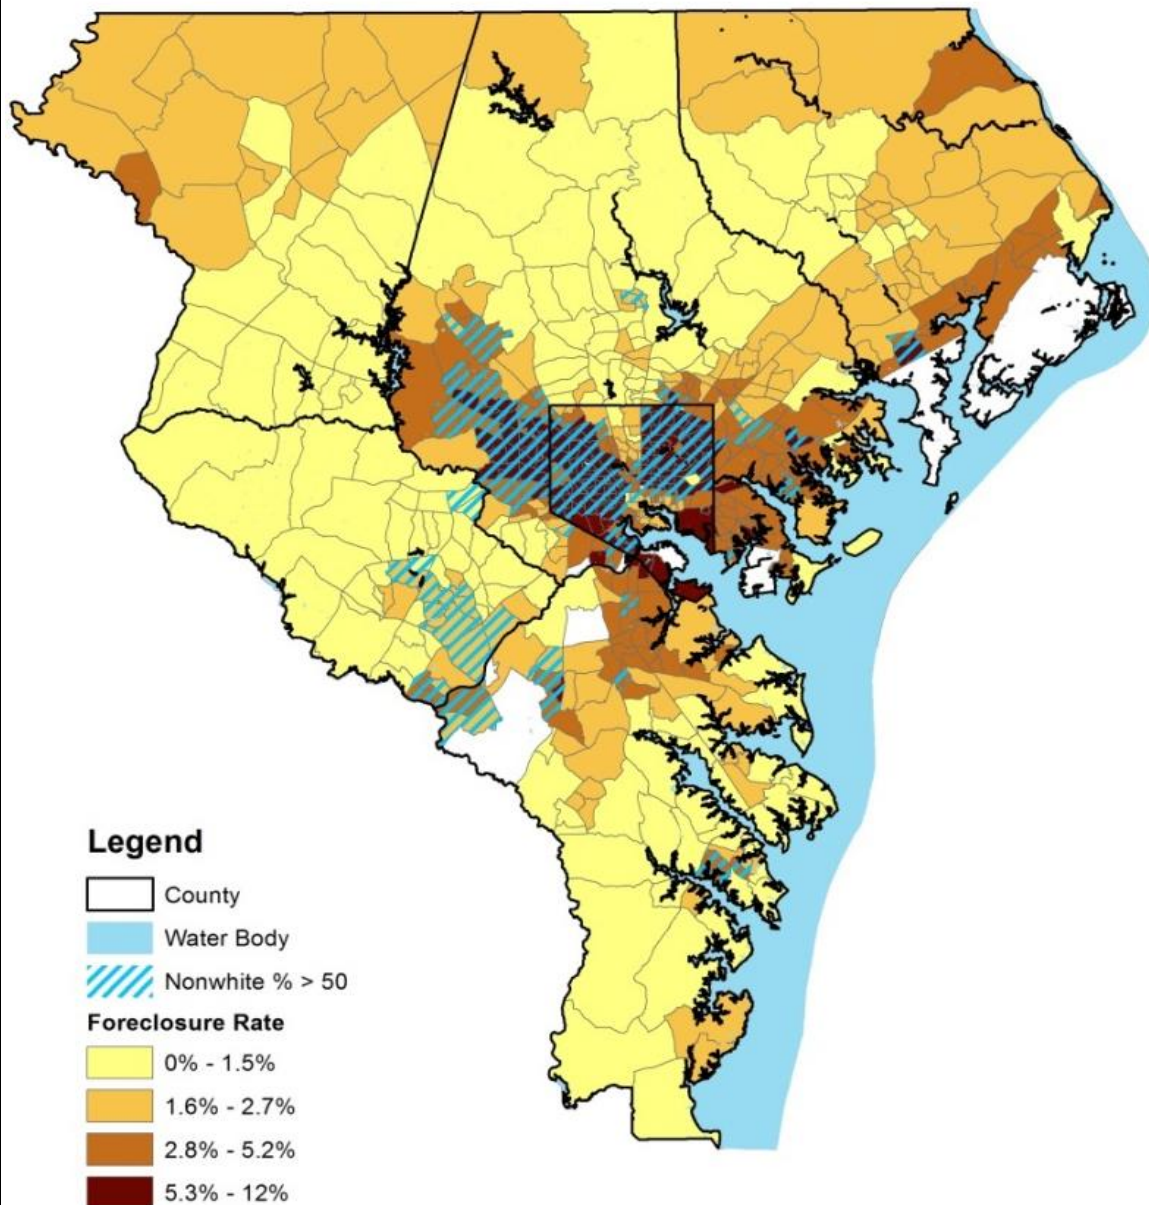 Legend
County
Water Body
Nonwhite % > 50
Foreclosure Rate
0% - 1.5%
1.6% - 2.7%
2.8% - 5.2%
5.3% - 12%